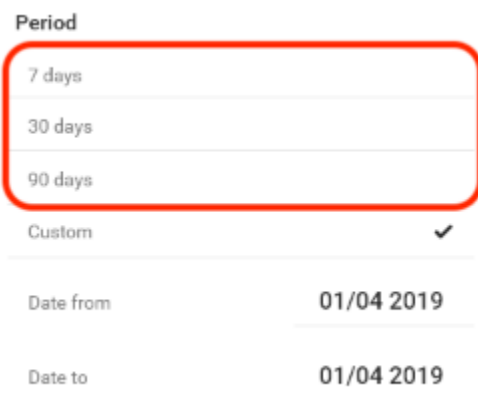 Period
7 days
30 days
90 days
Custom
Date from 01/04 2019
Date to 01/04 2019